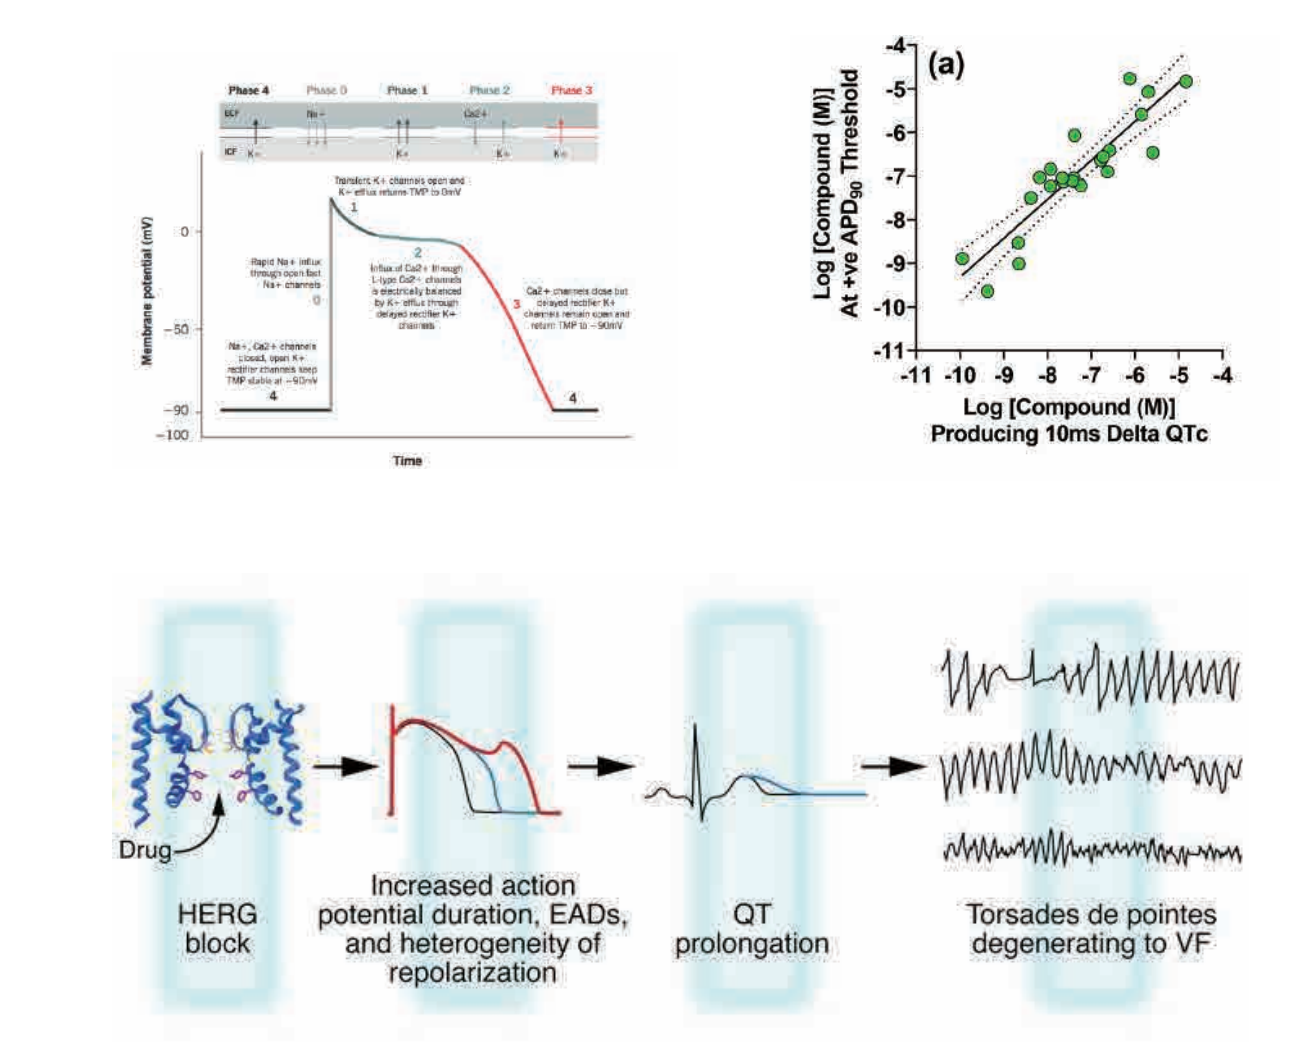 Phase 4 Phase 0 Phase 1 Phase 2 Phase 3
ECF Na+ Ca2+
ICF K+ K+ K+ K+
Transient K+ channels open and
K+ efflux returns TMP to 0mV
1
0
2
Rapid Na+ influx
through open fast
Na+ channels
0
Influx of Ca2+ through
L-type Ca2+ channels
is electrically balanced
by K+ efflux through
delayed rectifier K+
channels
3
Ca2+ channels close but
delayed rectifier K+
channels remain open and
return TMP to −90mV
−50
Na+, Ca2+ channels
closed, open K+
rectifier channels keep
TMP stable at −90mV
4
4
−90
−100
Membrane potential (mV)
Time
(a)
Log [Compound (M)]
At +ve APD90 Threshold
-4
-5
-6
-7
-8
-9
-10
-11
-11 -10 -9 -8 -7 -6 -5 -4
Log [Compound (M)]
Producing 10ms Delta QTc
Drug
HERG
block
Increased action
potential duration, EADs,
and heterogeneity of
repolarization
QT
prolongation
Torsades de pointes
degenerating to VF